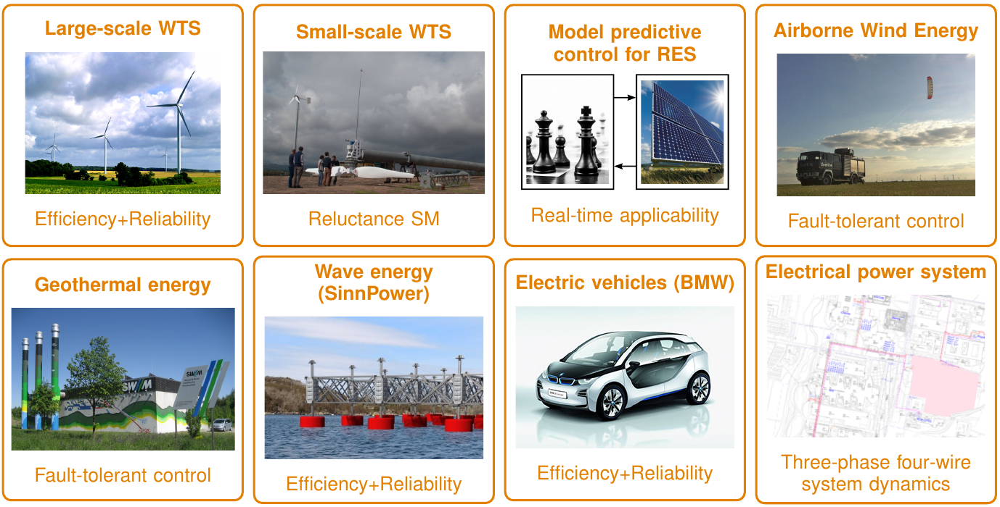 Large-scale WTS
Efficiency+Reliability
Small-scale WTS
Reluctance SM
Model predictive
control for RES
Real-time applicability
Airborne Wind Energy
Fault-tolerant control
Geothermal energy
SW//M
SW//M
Fault-tolerant control
Wave energy
(SinnPower)
Efficiency+Reliability
Electric vehicles (BMW)
Efficiency+Reliability
Electrical power system
Three-phase four-wire
system dynamics